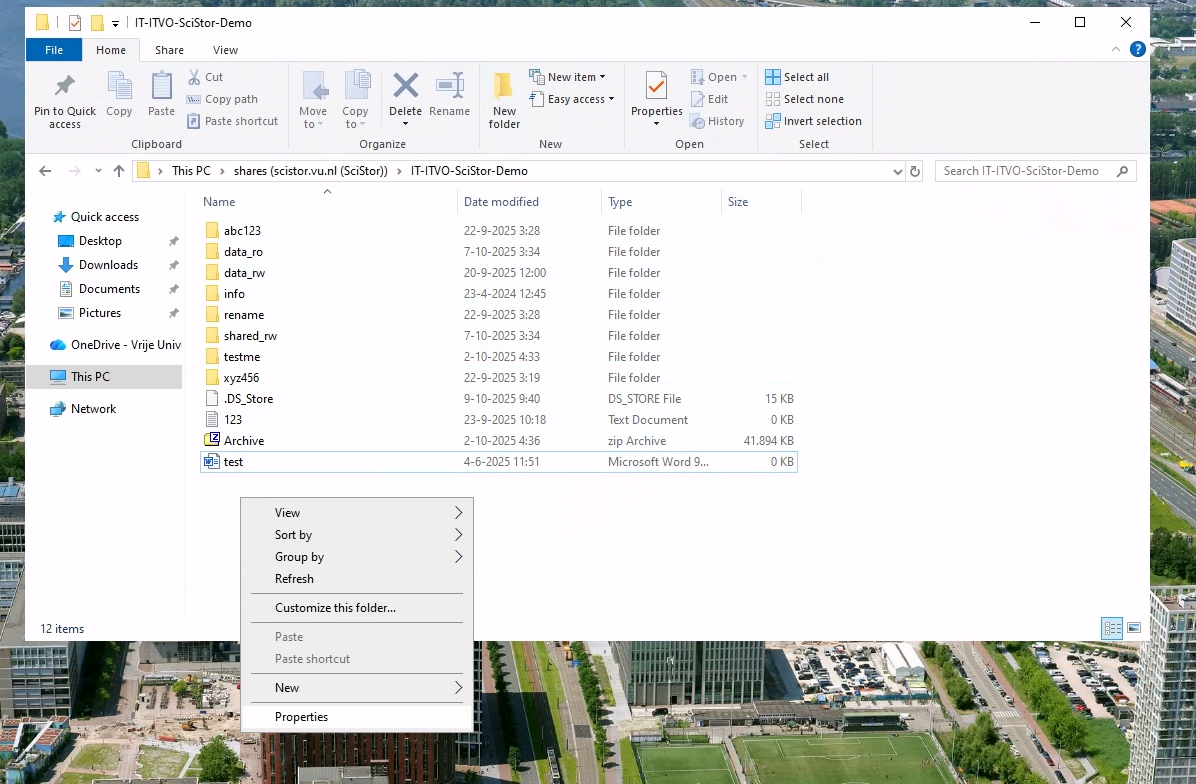 IT-ITVO-SciStor-Demo
File Home Share View
Pin to Quick access
Copy
Paste
Cut
Copy path
Paste shortcut
Clipboard
Move to
Copy to
Delete
Rename
Organize
New folder
New item
Easy access
New
Properties
Open
Edit
History
Open
Select all
Select none
Invert selection
Select
This PC shares (scistor.vu.nl (SciStor)) IT-ITVO-SciStor-Demo
Search IT-ITVO-SciStor-Demo
Quick access
Desktop
Downloads
Documents
Pictures
OneDrive - Vrije Univ
This PC
Network
Name Date modified Type Size
abc123 22-9-2025 3:28 File folder
data_ro 7-10-2025 3:34 File folder
data_rw 20-9-2025 12:00 File folder
info 23-4-2024 12:45 File folder
rename 22-9-2025 3:28 File folder
shared_rw 7-10-2025 3:34 File folder
testme 2-10-2025 4:33 File folder
xyz456 22-9-2025 3:19 File folder
.DS_Store 9-10-2025 9:40 DS_STORE File 15 KB
123 23-9-2025 10:18 Text Document 0 KB
Archive 2-10-2025 4:36 zip Archive 41.894 KB
test 4-6-2025 11:51 Microsoft Word 9... 0 KB
View
Sort by
Group by
Refresh
Customize this folder...
Paste
Paste shortcut
New
Properties
12 items